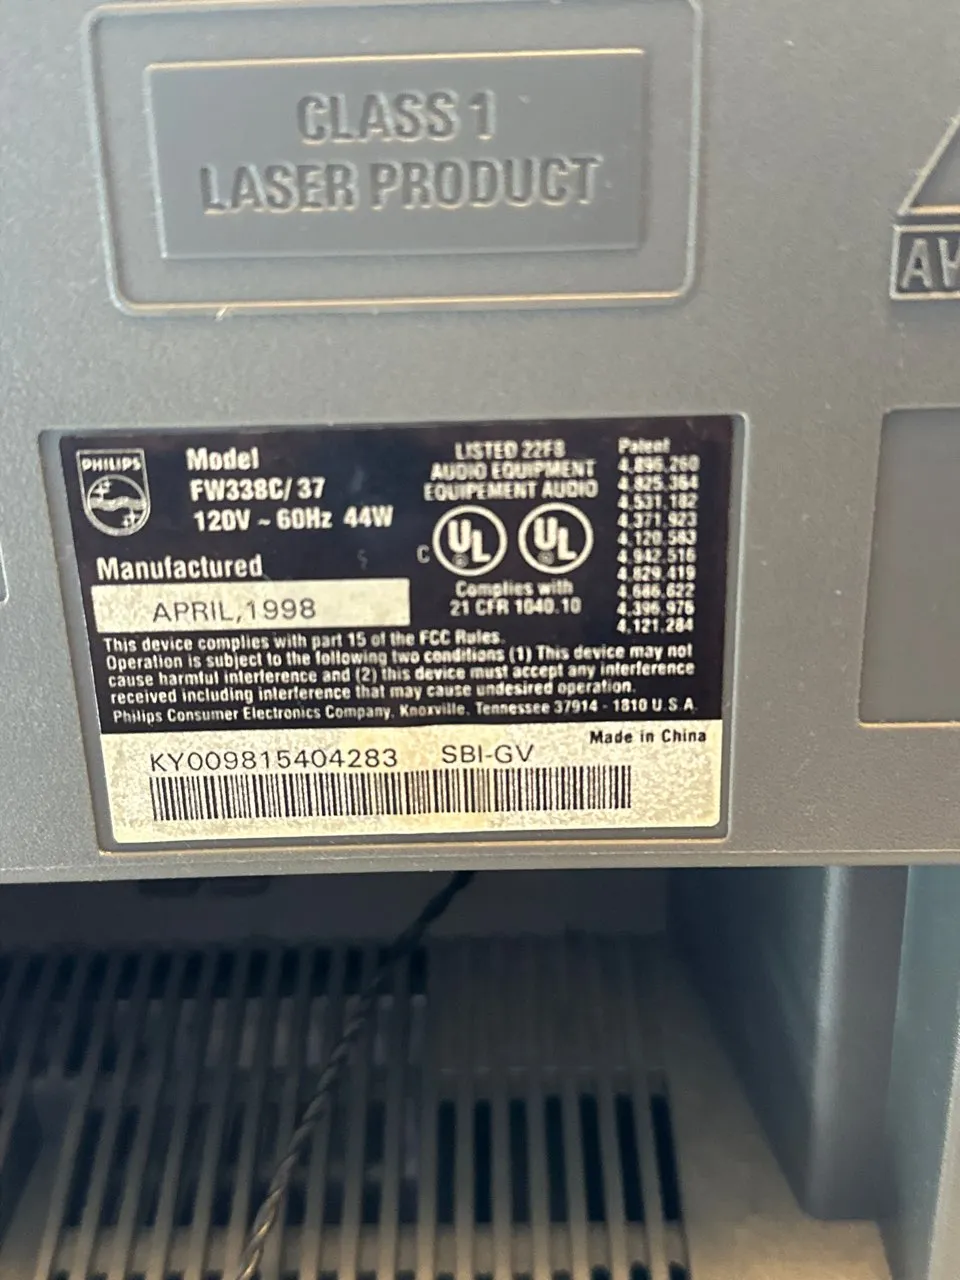 CLASS 1
LASER PRODUCT
AV
PHILIPS
Model
FW338C/37
120V ~ 60Hz 44W
Manufactured
APRIL,1998
LISTED 22F8
AUDIO EQUIPMENT
EQUIPEMENT AUDIO
C UL UL
Complies with
21 CFR 1040.10
Patent
4,896,260
4,825,364
4,531,182
4,371,923
4,120,583
4,942,516
4,829,419
4,686,622
4,396,976
4,121,284
This device complies with part 15 of the FCC Rules.
Operation is subject to the following two conditions (1) This device may not
cause harmful interference and (2) this device must accept any interference
received including interference that may cause undesired operation.
Philips Consumer Electronics Company, Knoxville, Tennessee 37914 - 1810 U.S.A.
Made in China
KY009815404283 SBI-GV